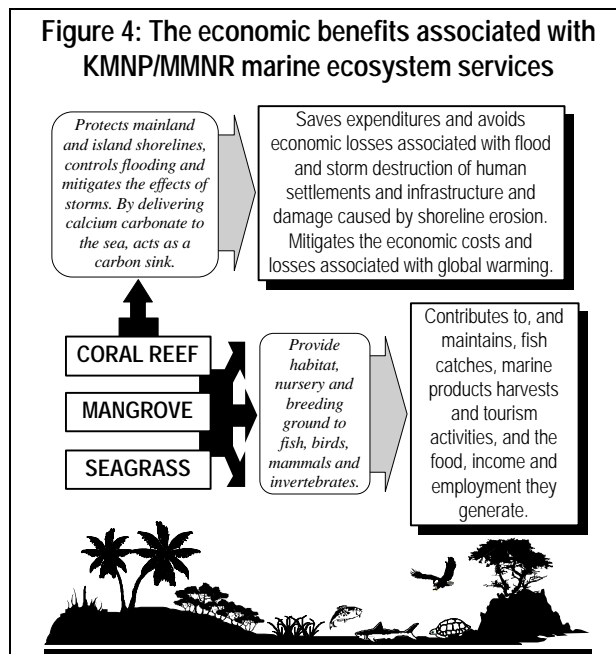 Figure 4: The economic benefits associated with
KMNP/MMNR marine ecosystem services
Protects mainland
and island shorelines,
controls flooding and
mitigates the effects of
storms. By delivering
calcium carbonate to
the sea, acts as a
carbon sink.
Saves expenditures and avoids
economic losses associated with flood
and storm destruction of human
settlements and infrastructure and
damage caused by shoreline erosion.
Mitigates the economic costs and
losses associated with global warming.
CORAL REEF
MANGROVE
SEAGRASS
Provide
habitat,
nursery and
breeding
ground to
fish, birds,
mammals and
invertebrates.
Contributes to, and
maintains, fish
catches, marine
products harvests
and tourism
activities, and the
food, income and
employment they
generate.